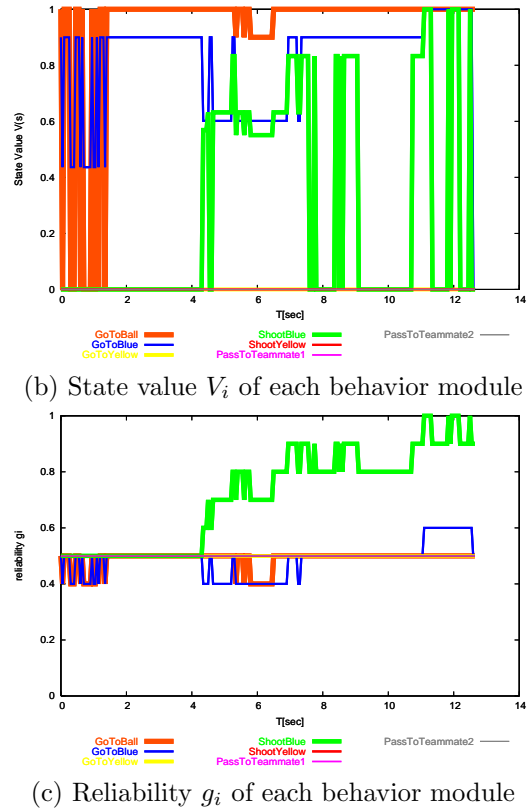 1
0.8
0.6
0.4
0.2
0
State Value V(s)
0 2 4 6 8 10 12 14
T[sec]
GoToBall ShootBlue PassToTeammate2
GoToBlue ShootYellow
GoToYellow PassToTeammate1
(b) State value Vi of each behavior module
1
0.8
0.6
0.4
0.2
0
reliability gi
0 2 4 6 8 10 12 14
T[sec]
GoToBall ShootBlue PassToTeammate2
GoToBlue ShootYellow
GoToYellow PassToTeammate1
(c) Reliability gi of each behavior module